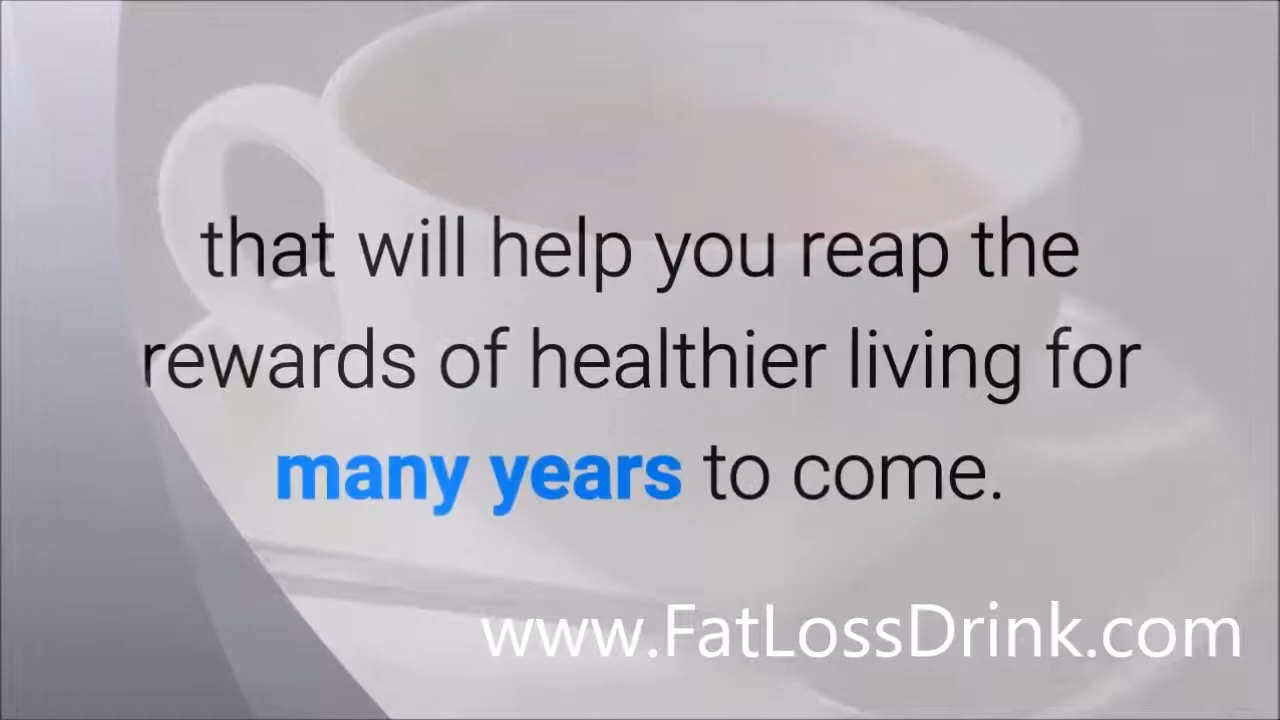 that will help you reap the
rewards of healthier living for
many years to come.
www.FatLossDrink.com